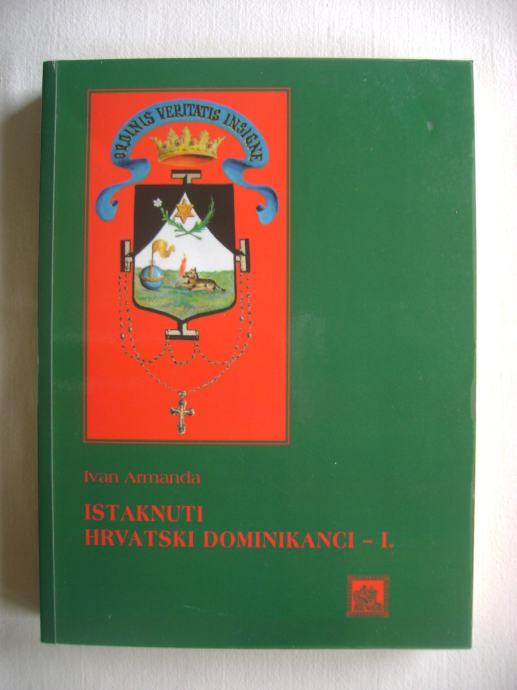 ORDINIS VERITATIS INSIGNE
Ivan Armanda
ISTAKNUTI
HRVATSKI DOMINIKANCI – I.